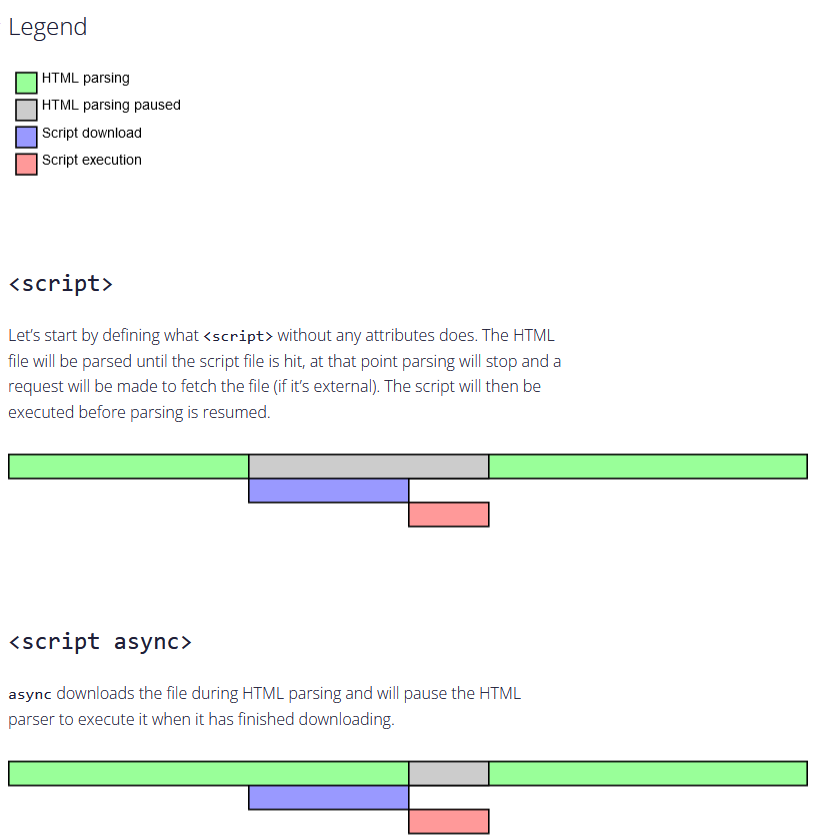 Legend
HTML parsing
HTML parsing paused
Script download
Script execution
<script>
Let’s start by defining what <script> without any attributes does. The HTML
file will be parsed until the script file is hit, at that point parsing will stop and a
request will be made to fetch the file (if it’s external). The script will then be
executed before parsing is resumed.
<script async>
async downloads the file during HTML parsing and will pause the HTML
parser to execute it when it has finished downloading.